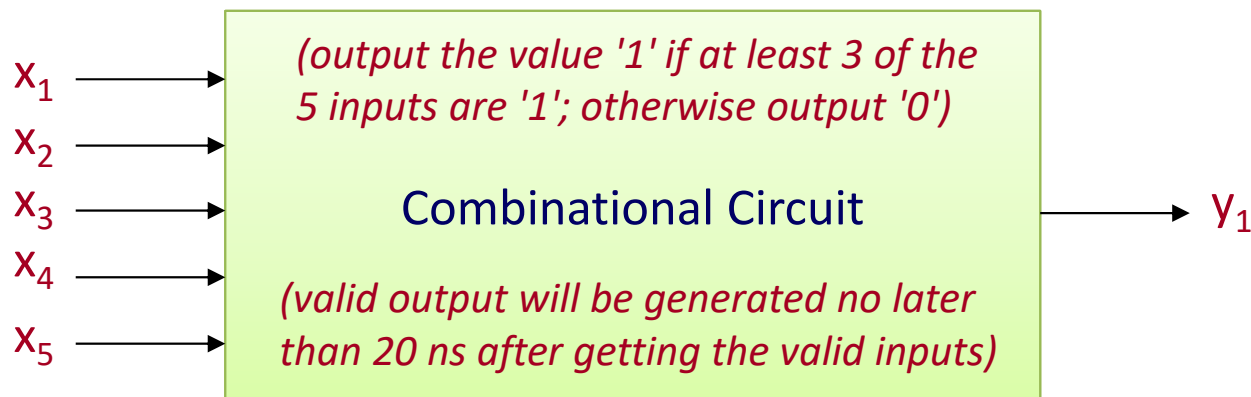 (output the value '1' if at least 3 of the
5 inputs are '1'; otherwise output '0')
x1
x2
x3
x4
x5
Combinational Circuit
y1
(valid output will be generated no later
than 20 ns after getting the valid inputs)